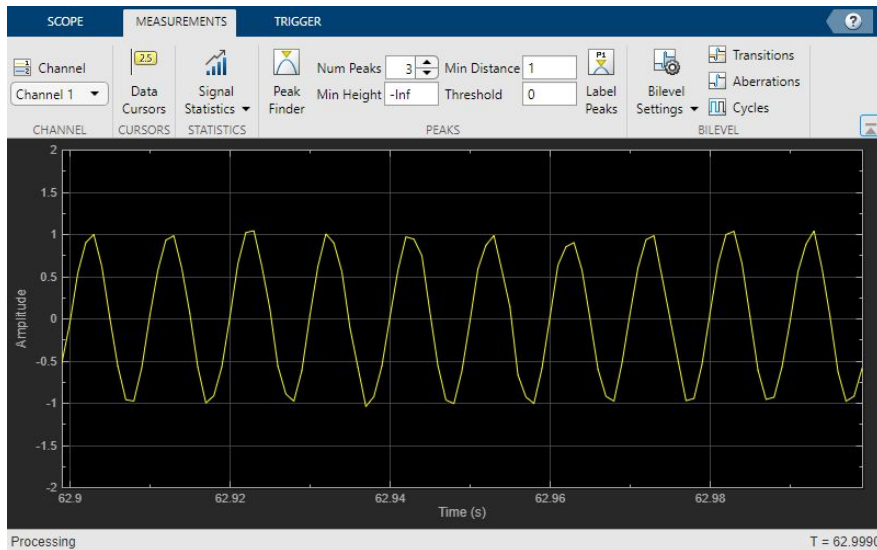 SCOPE MEASUREMENTS TRIGGER ?
Channel
Channel 1
CHANNEL
2.5
Data
Cursors
CURSORS
Signal
Statistics
STATISTICS
Peak
Finder
Num Peaks 3 Min Distance 1
Min Height -Inf Threshold 0
P1
Label
Peaks
PEAKS
Bilevel
Settings
Transitions
Aberrations
Cycles
BILEVEL
2
1.5
1
0.5
0
-0.5
-1
-1.5
-2
Amplitude
62.9 62.92 62.94 62.96 62.98
Time (s)
Processing T = 62.9990